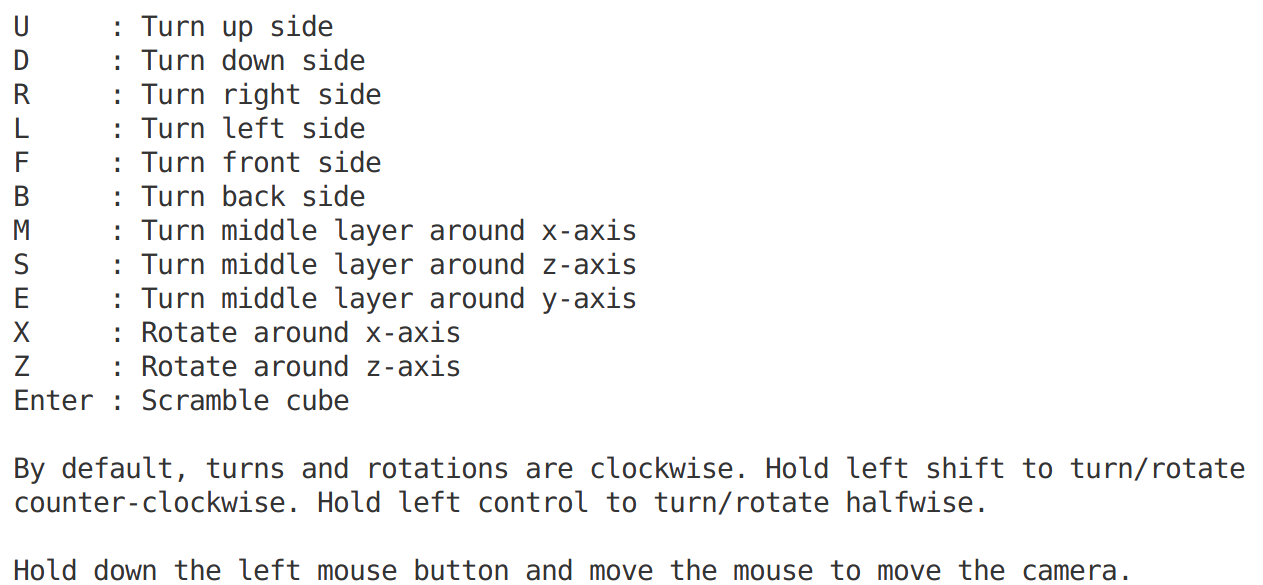 U     : Turn up side
D     : Turn down side
R     : Turn right side
L     : Turn left side
F     : Turn front side
B     : Turn back side
M     : Turn middle layer around x-axis
S     : Turn middle layer around z-axis
E     : Turn middle layer around y-axis
X     : Rotate around x-axis
Z     : Rotate around z-axis
Enter : Scramble cube

By default, turns and rotations are clockwise. Hold left shift to turn/rotate
counter-clockwise. Hold left control to turn/rotate halfwise.

Hold down the left mouse button and move the mouse to move the camera.